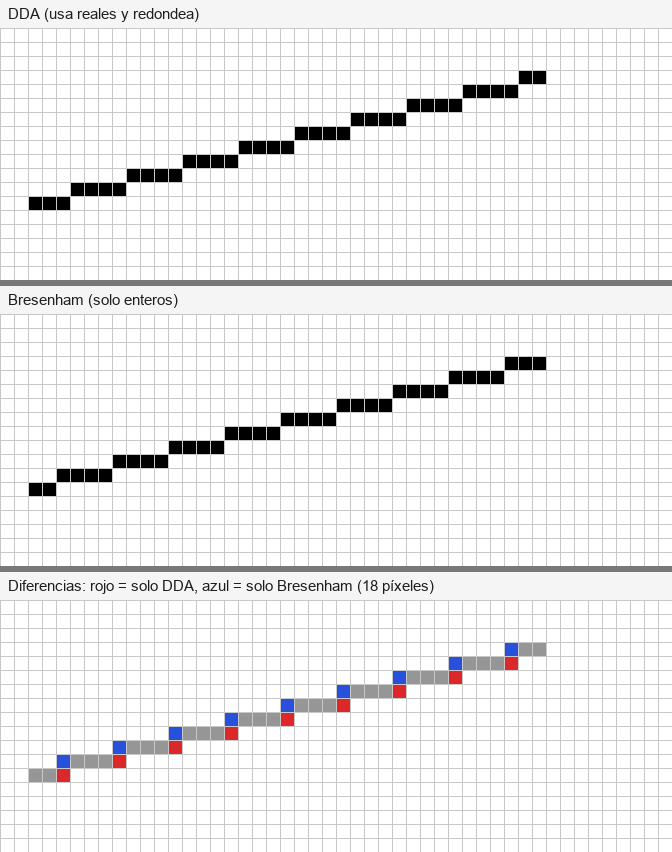 DDA (usa reales y redondea)
Bresenham (solo enteros)
Diferencias: rojo = solo DDA, azul = solo Bresenham (18 píxeles)